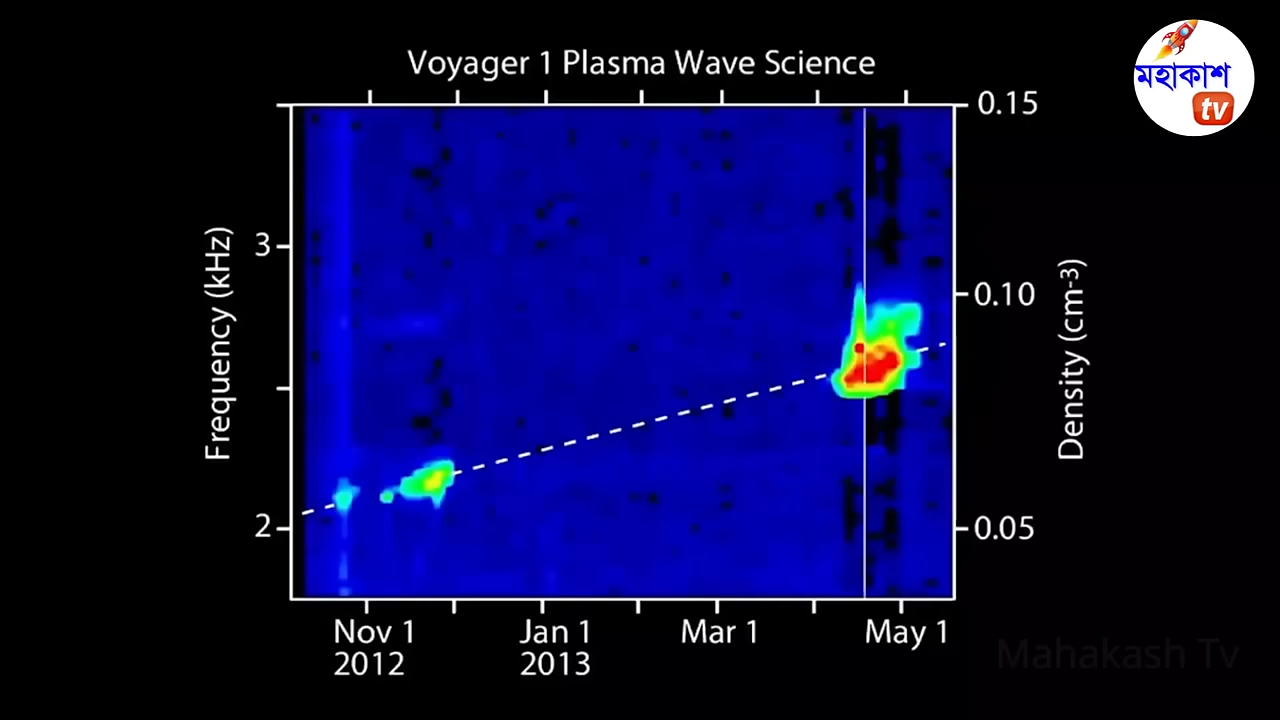 Voyager 1 Plasma Wave Science
মহাকাশ
tv
0.15
3
0.10
Frequency (kHz)
Density (cm-3)
2
0.05
Nov 1
2012
Jan 1
2013
Mar 1
May 1
Mahakash Tv